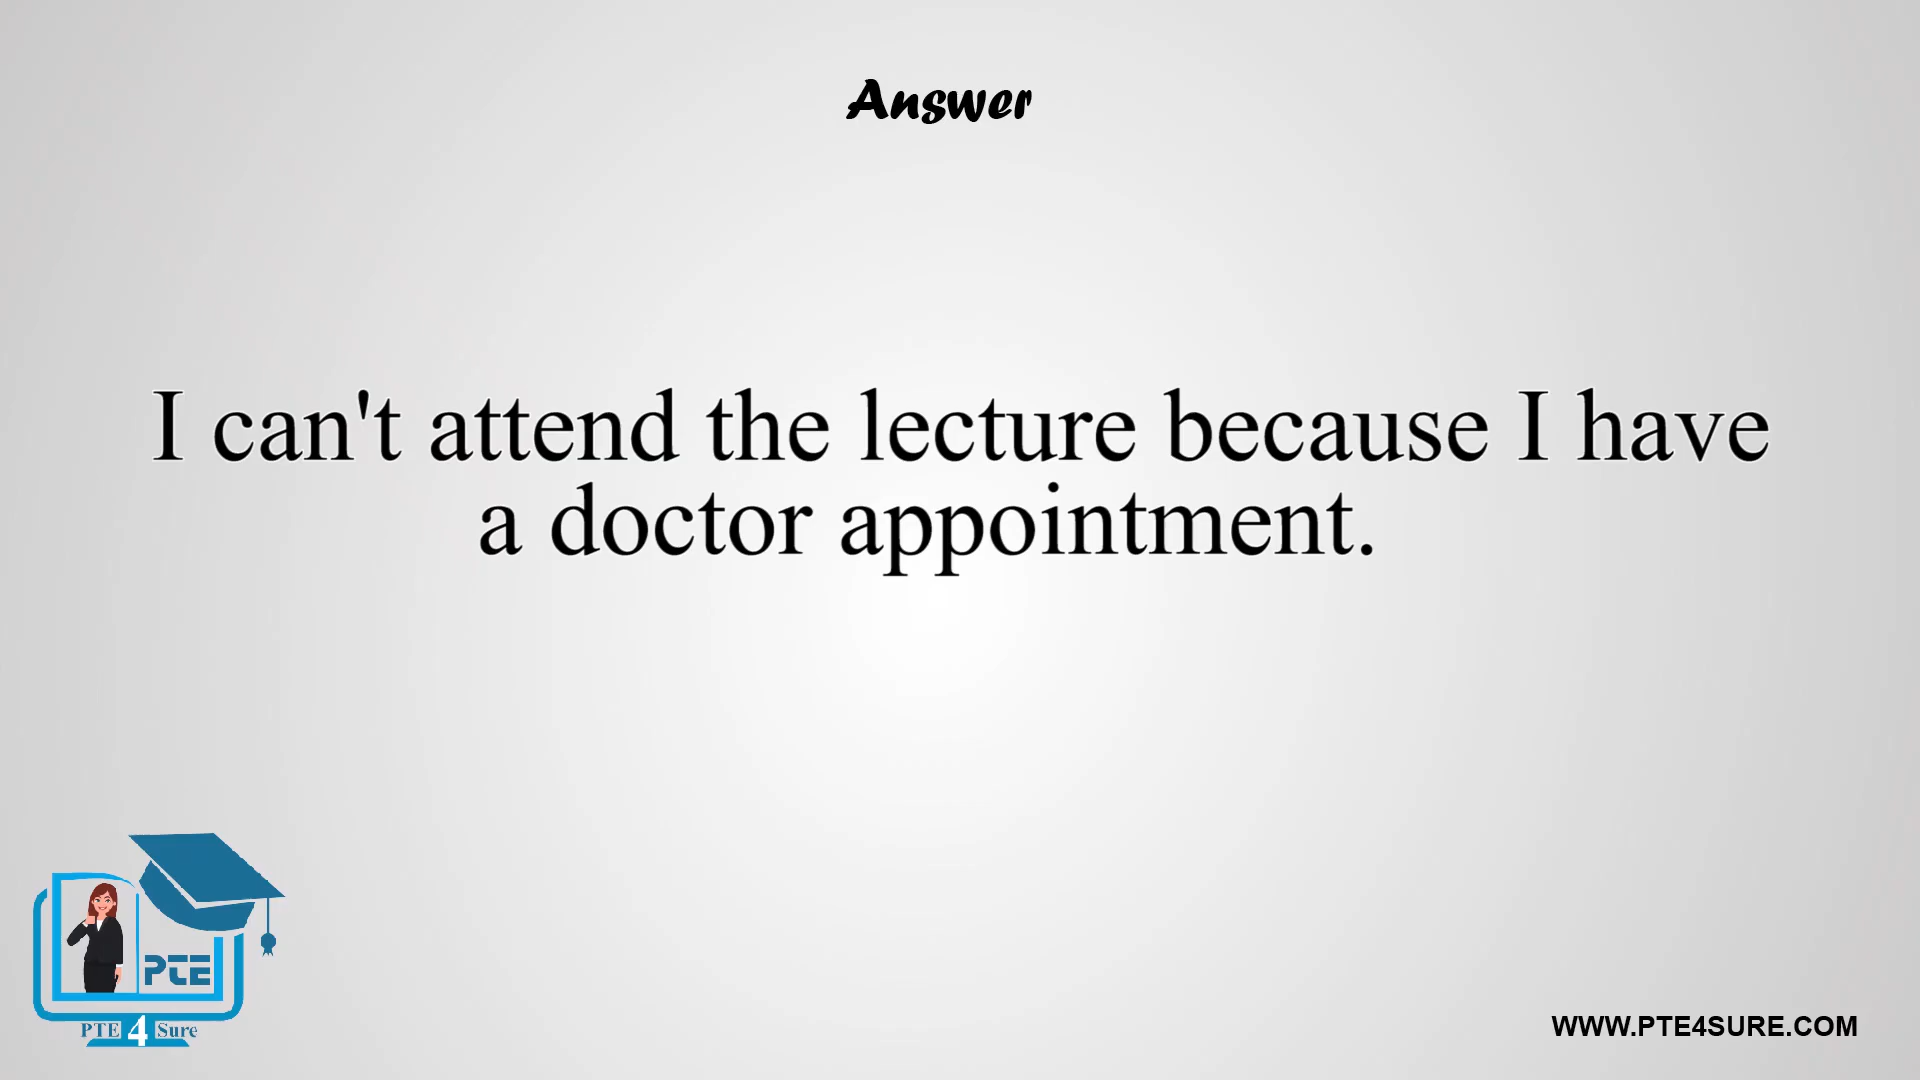 Answer
I can't attend the lecture because I have
a doctor appointment.
PTE
PTE 4 Sure
WWW.PTE4SURE.COM